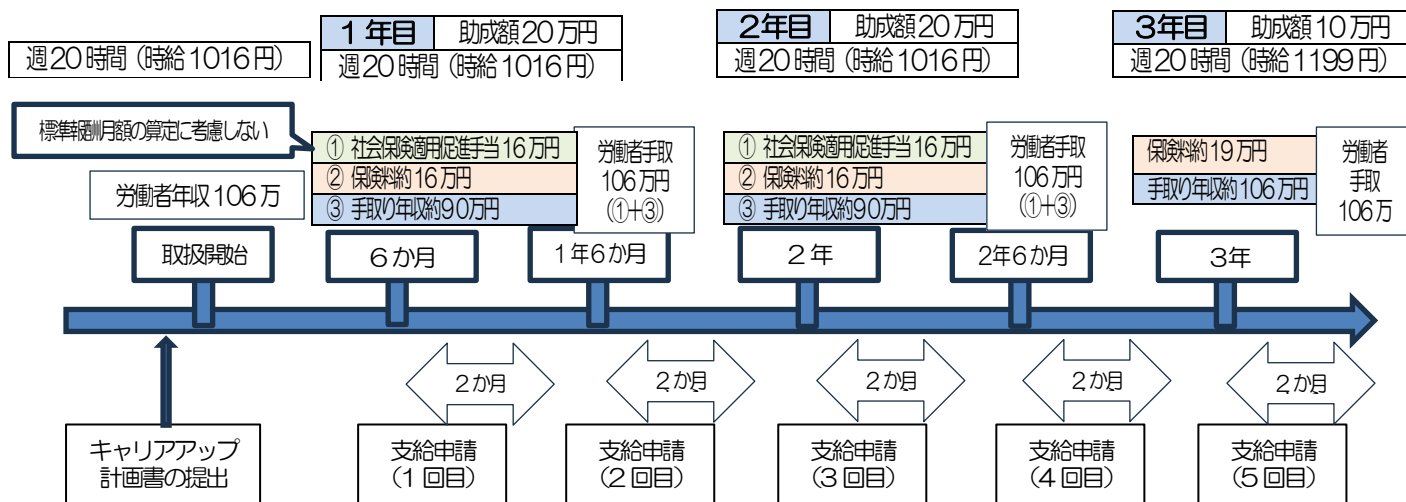 1年目 助成額20万円
2年目 助成額20万円
3年目 助成額10万円
週20時間（時給1016円）
週20時間（時給1016円）
週20時間（時給1016円）
週20時間（時給1199円）
標準報酬月額の算定に考慮しない
労働者年収106万
① 社会保険適用促進手当16万円
② 保険料約16万円
③ 手取り年収約90万円
労働者手取
106万円
(①+③)
① 社会保険適用促進手当16万円
② 保険料約16万円
③ 手取り年収約90万円
労働者手取
106万円
(①+③)
保険料約19万円
手取り年収約106万円
労働者
手取
106万
取扱開始
6か月
1年6か月
2年
2年6か月
3年
2か月
2か月
2か月
2か月
2か月
キャリアアップ
計画書の提出
支給申請
(1回目)
支給申請
(2回目)
支給申請
(3回目)
支給申請
(4回目)
支給申請
(5回目)